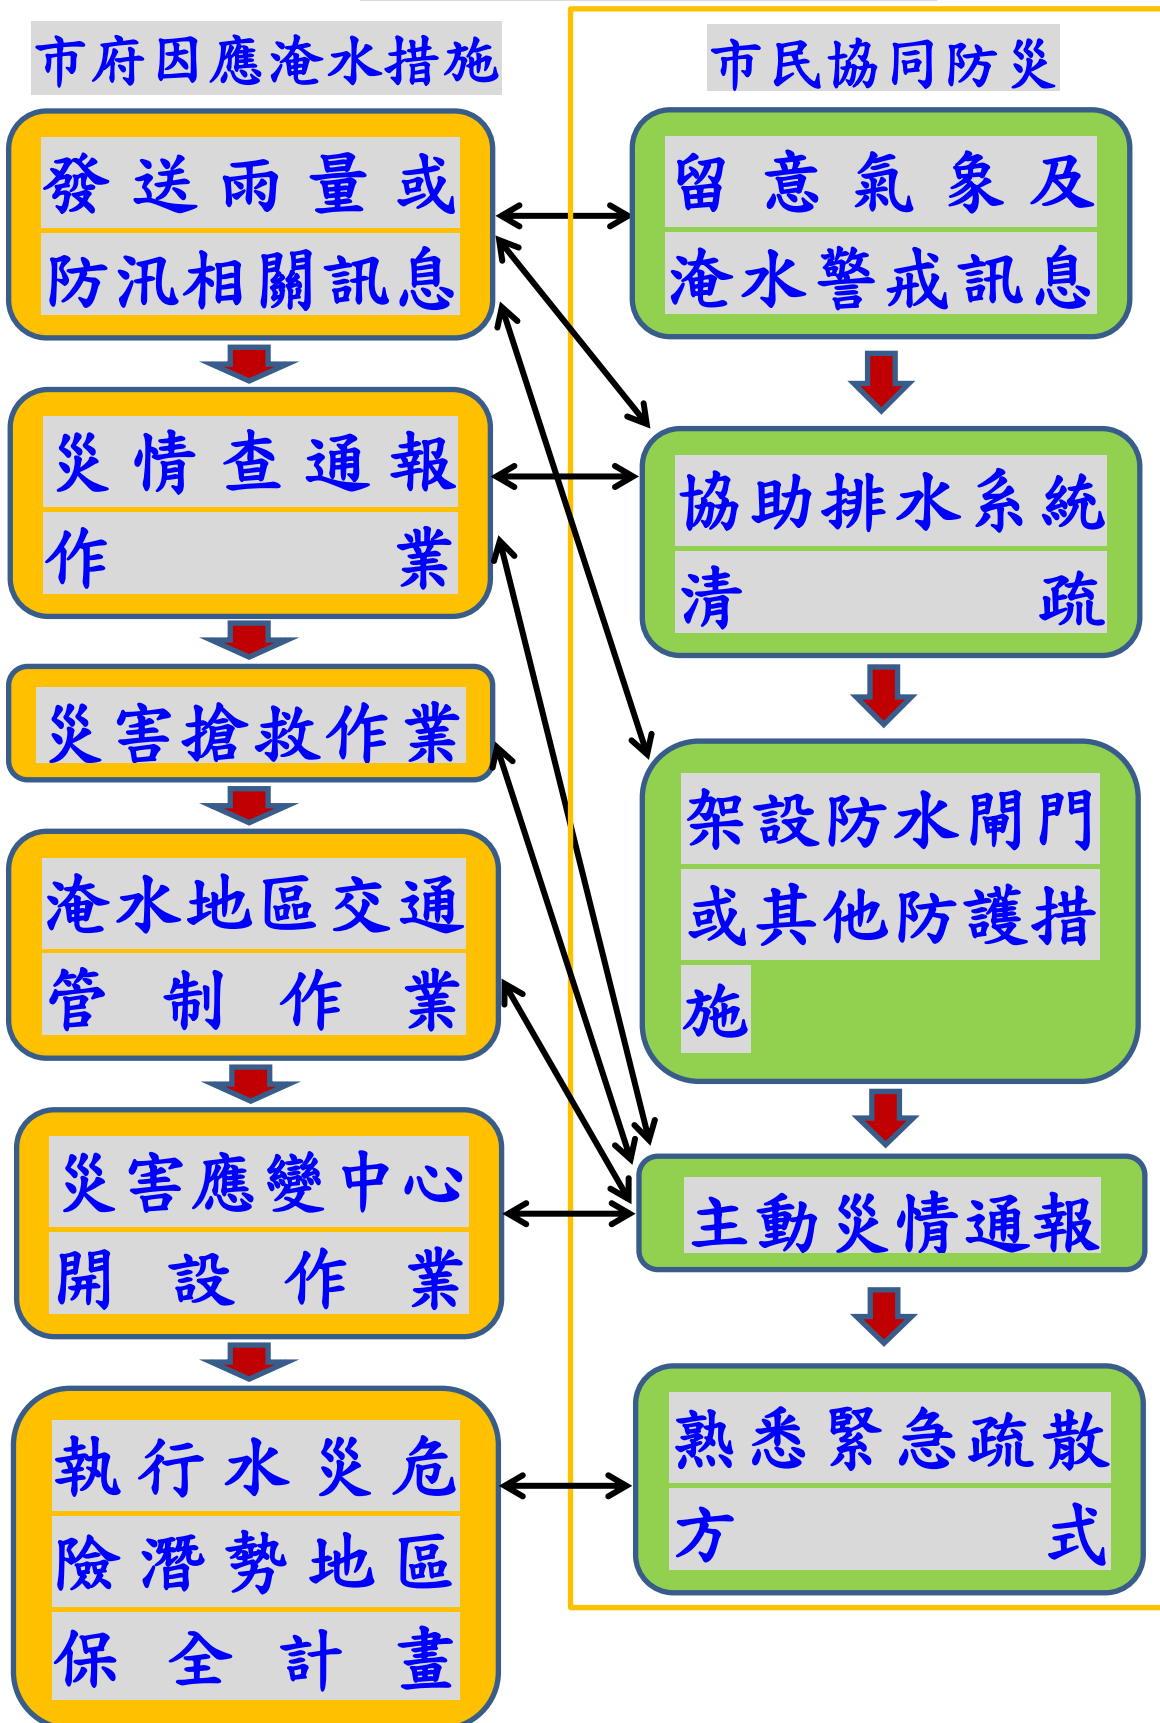 市府因應淹水措施
發送雨量或
防汛相關訊息
災情查通報
作業
災害搶救作業
淹水地區交通
管制作業
災害應變中心
開設作業
執行水災危
險潛勢地區
保全計畫
市民協同防災
留意氣象及
淹水警戒訊息
協助排水系統
清疏
架設防水閘門
或其他防護措
施
主動災情通報
熟悉緊急疏散
方式